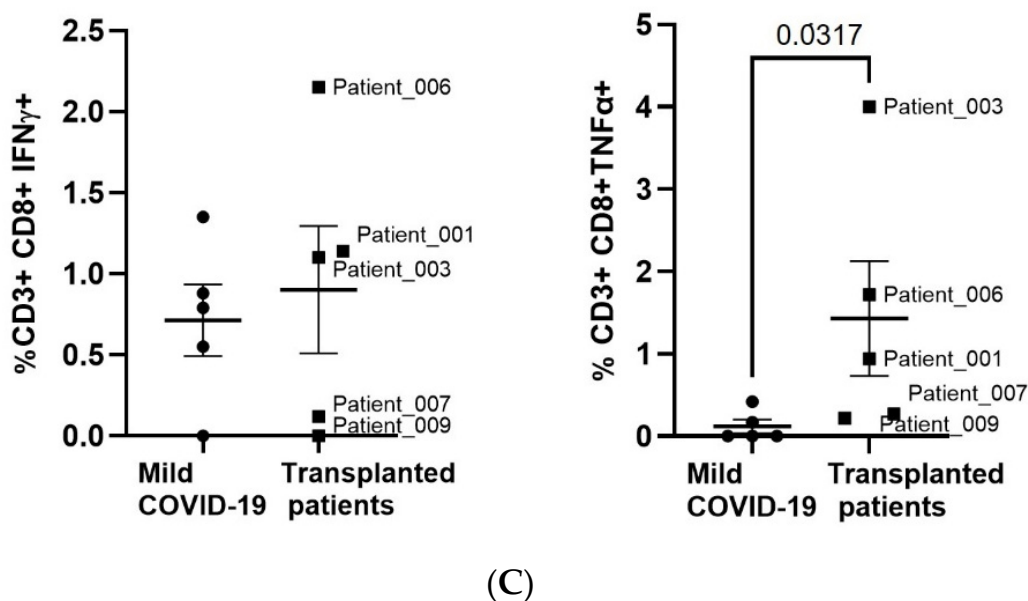 %CD3+ CD8+ IFNγ+
2.5
2.0
1.5
1.0
0.5
0.0
Patient_006
Patient_001
Patient_003
Patient_007
Patient_009
Mild COVID-19
Transplanted patients
% CD3+ CD8+TNFα+
5
4
3
2
1
0
0.0317
Patient_003
Patient_006
Patient_001
Patient_007
Patient_009
Mild COVID-19
Transplanted patients
(C)